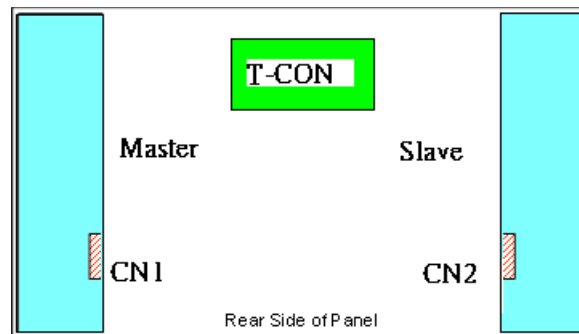 T-CON
Master
Slave
CN1
CN2
Rear Side of Panel